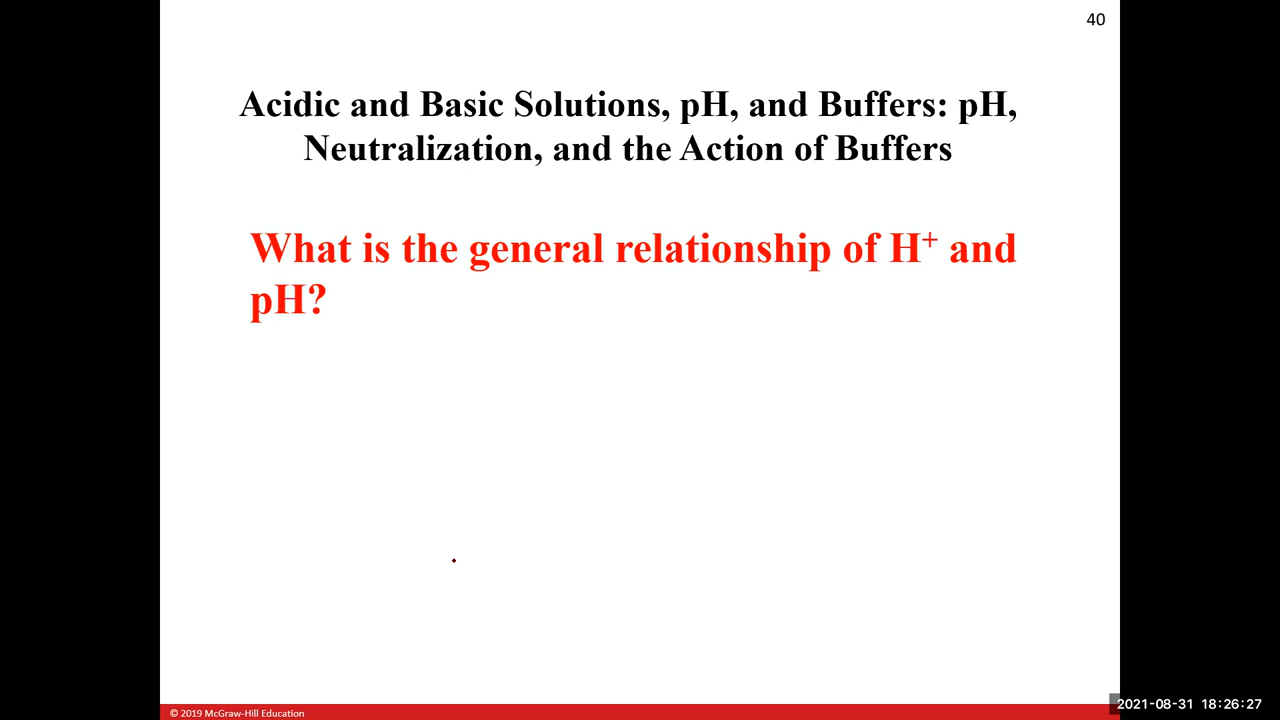 40
Acidic and Basic Solutions, pH, and Buffers: pH,
Neutralization, and the Action of Buffers
What is the general relationship of H⁺ and
pH?
© 2019 McGraw-Hill Education
2021-08-31 18:26:27